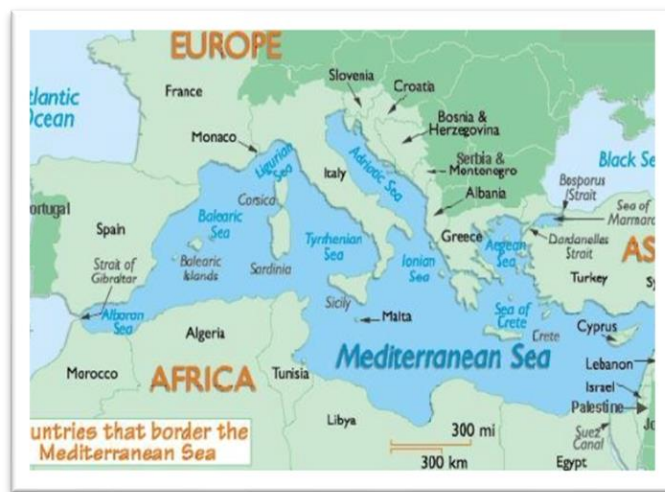 EUROPE
Slovenia
Croatia
France
tlantic
Ocean
Bosnia &
Herzegovina
Monaco
Ligurian
Sea
Adriatic Sea
Serbia &
Montenegro
Black Se
Italy
Bosporus
Strait
Albania
Corsica
ortugal
Sea of
Marmara
Balearic
Sea
Spain
Greece
Aegean
Sea
Dardanelles
Strait
AS
Tyrrhenian
Sea
Ionian
Sea
Strait of
Gibraltar
Balearic
Islands
Sardinia
Turkey
Sy
Sicily
Sea of
Crete
Alboran
Sea
Malta
Crete
Cyprus
Algeria
Mediterranean Sea
Lebanon
Morocco
AFRICA
Tunisia
Israel
Palestine
Jo
Libya
Suez
Canal
untries that border the
Mediterranean Sea
300 mi
300 km
Egypt